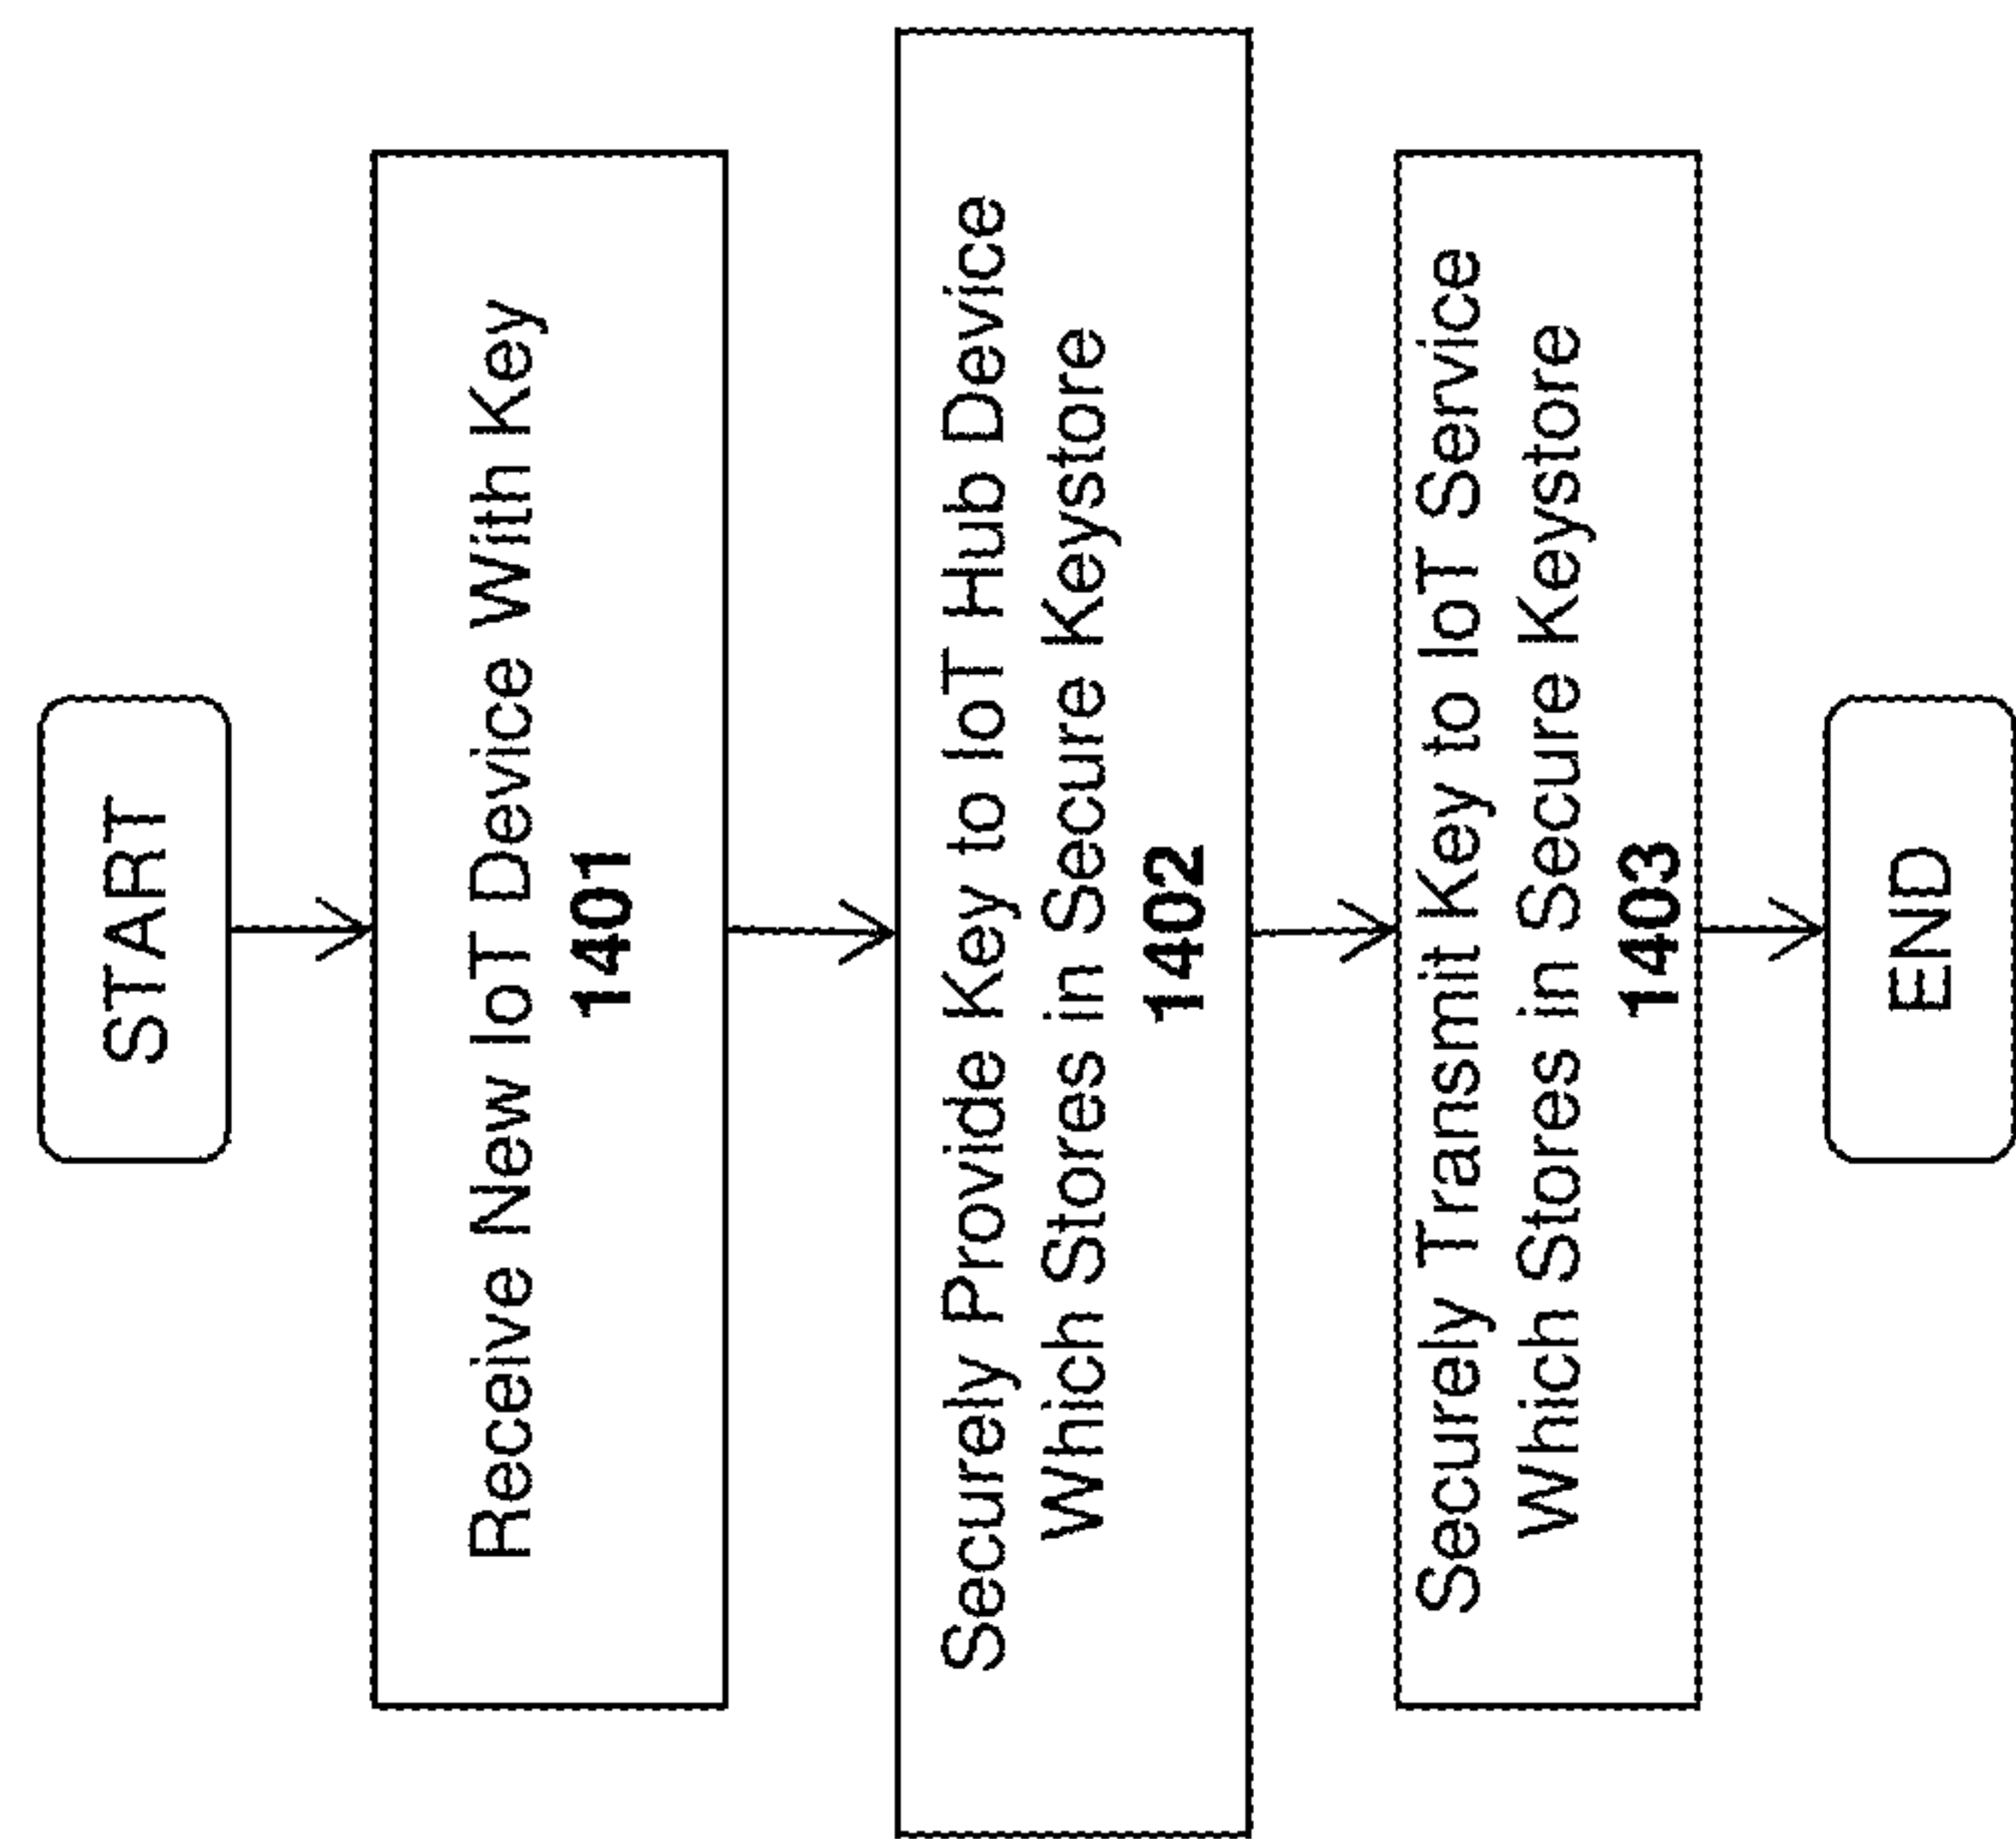 START
Receive New IoT Device With Key
1401
Securely Provide Key to IoT Hub Device
Which Stores in Secure Keystore
1402
Securely Transmit Key to IoT Service
Which Stores in Secure Keystore
1403
END